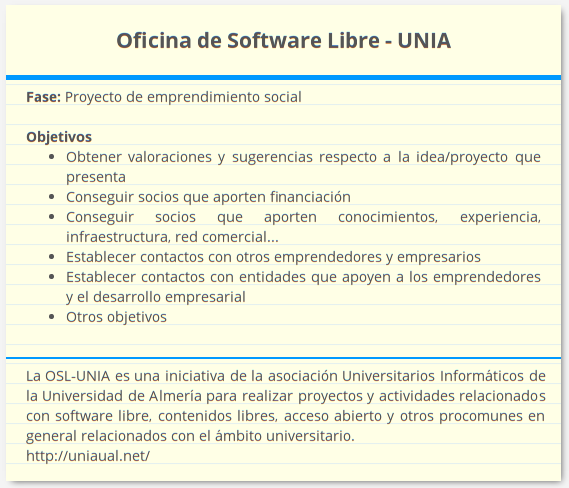 Oficina de Software Libre - UNIA
Fase: Proyecto de emprendimiento social
Objetivos
• Obtener valoraciones y sugerencias respecto a la idea/proyecto que
presenta
• Conseguir socios que aporten financiación
• Conseguir socios que aporten conocimientos, experiencia,
infraestructura, red comercial...
• Establecer contactos con otros emprendedores y empresarios
• Establecer contactos con entidades que apoyen a los emprendedores
y el desarrollo empresarial
• Otros objetivos
La OSL-UNIA es una iniciativa de la asociación Universitarios Informáticos de
la Universidad de Almería para realizar proyectos y actividades relacionados
con software libre, contenidos libres, acceso abierto y otros procomunes en
general relacionados con el ámbito universitario.
http://uniaual.net/